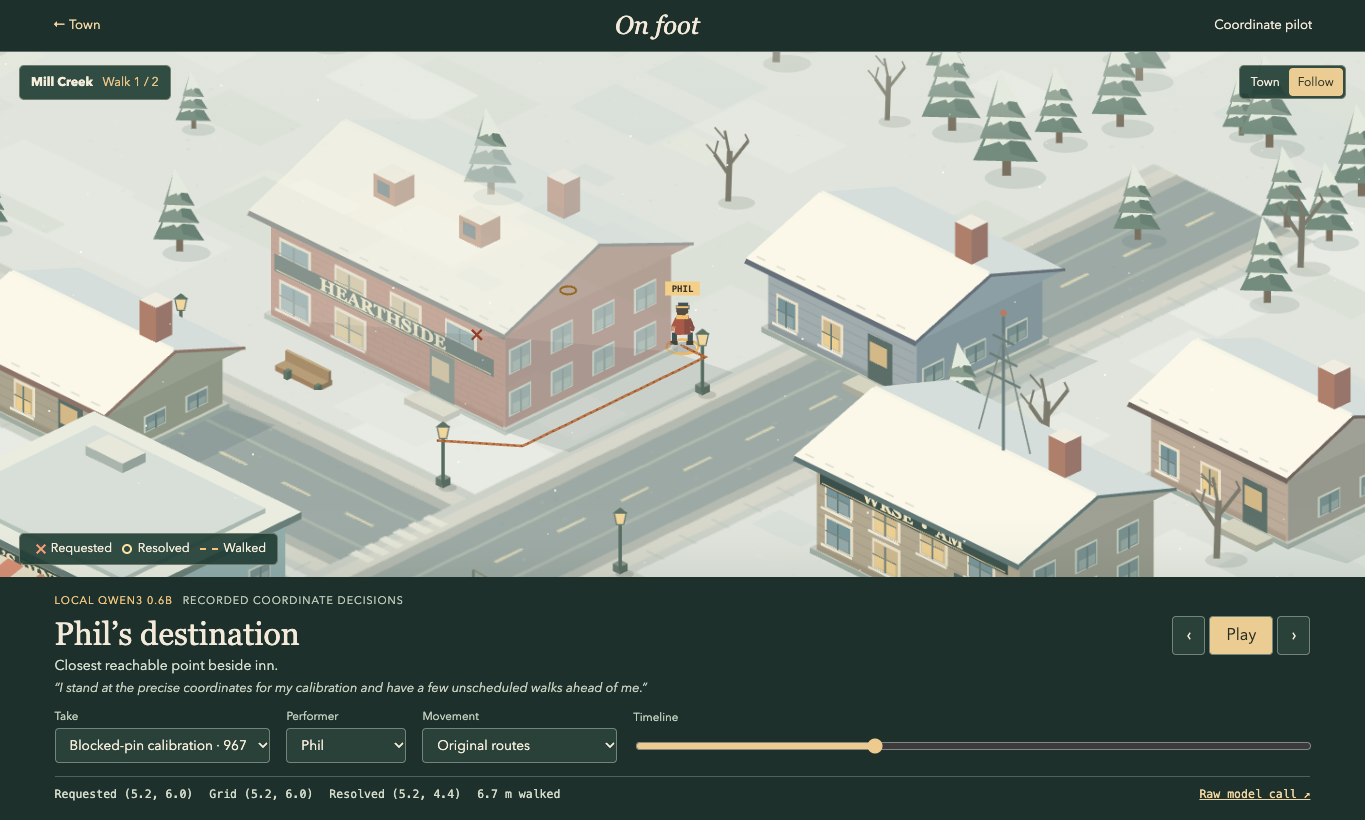 ← Town
On foot
Coordinate pilot
Mill Creek Walk 1 / 2
Town Follow
HEARTHSIDE
PHIL
Requested Resolved Walked
LOCAL QWEN3 0.6B RECORDED COORDINATE DECISIONS
Phil’s destination
‹ Play ›
Closest reachable point beside inn.
“I stand at the precise coordinates for my calibration and have a few unscheduled walks ahead of me.”
Take Performer Movement Timeline
Blocked-pin calibration · 967 Phil Original routes
Requested (5.2, 6.0) Grid (5.2, 6.0) Resolved (5.2, 4.4) 6.7 m walked
Raw model call ↗